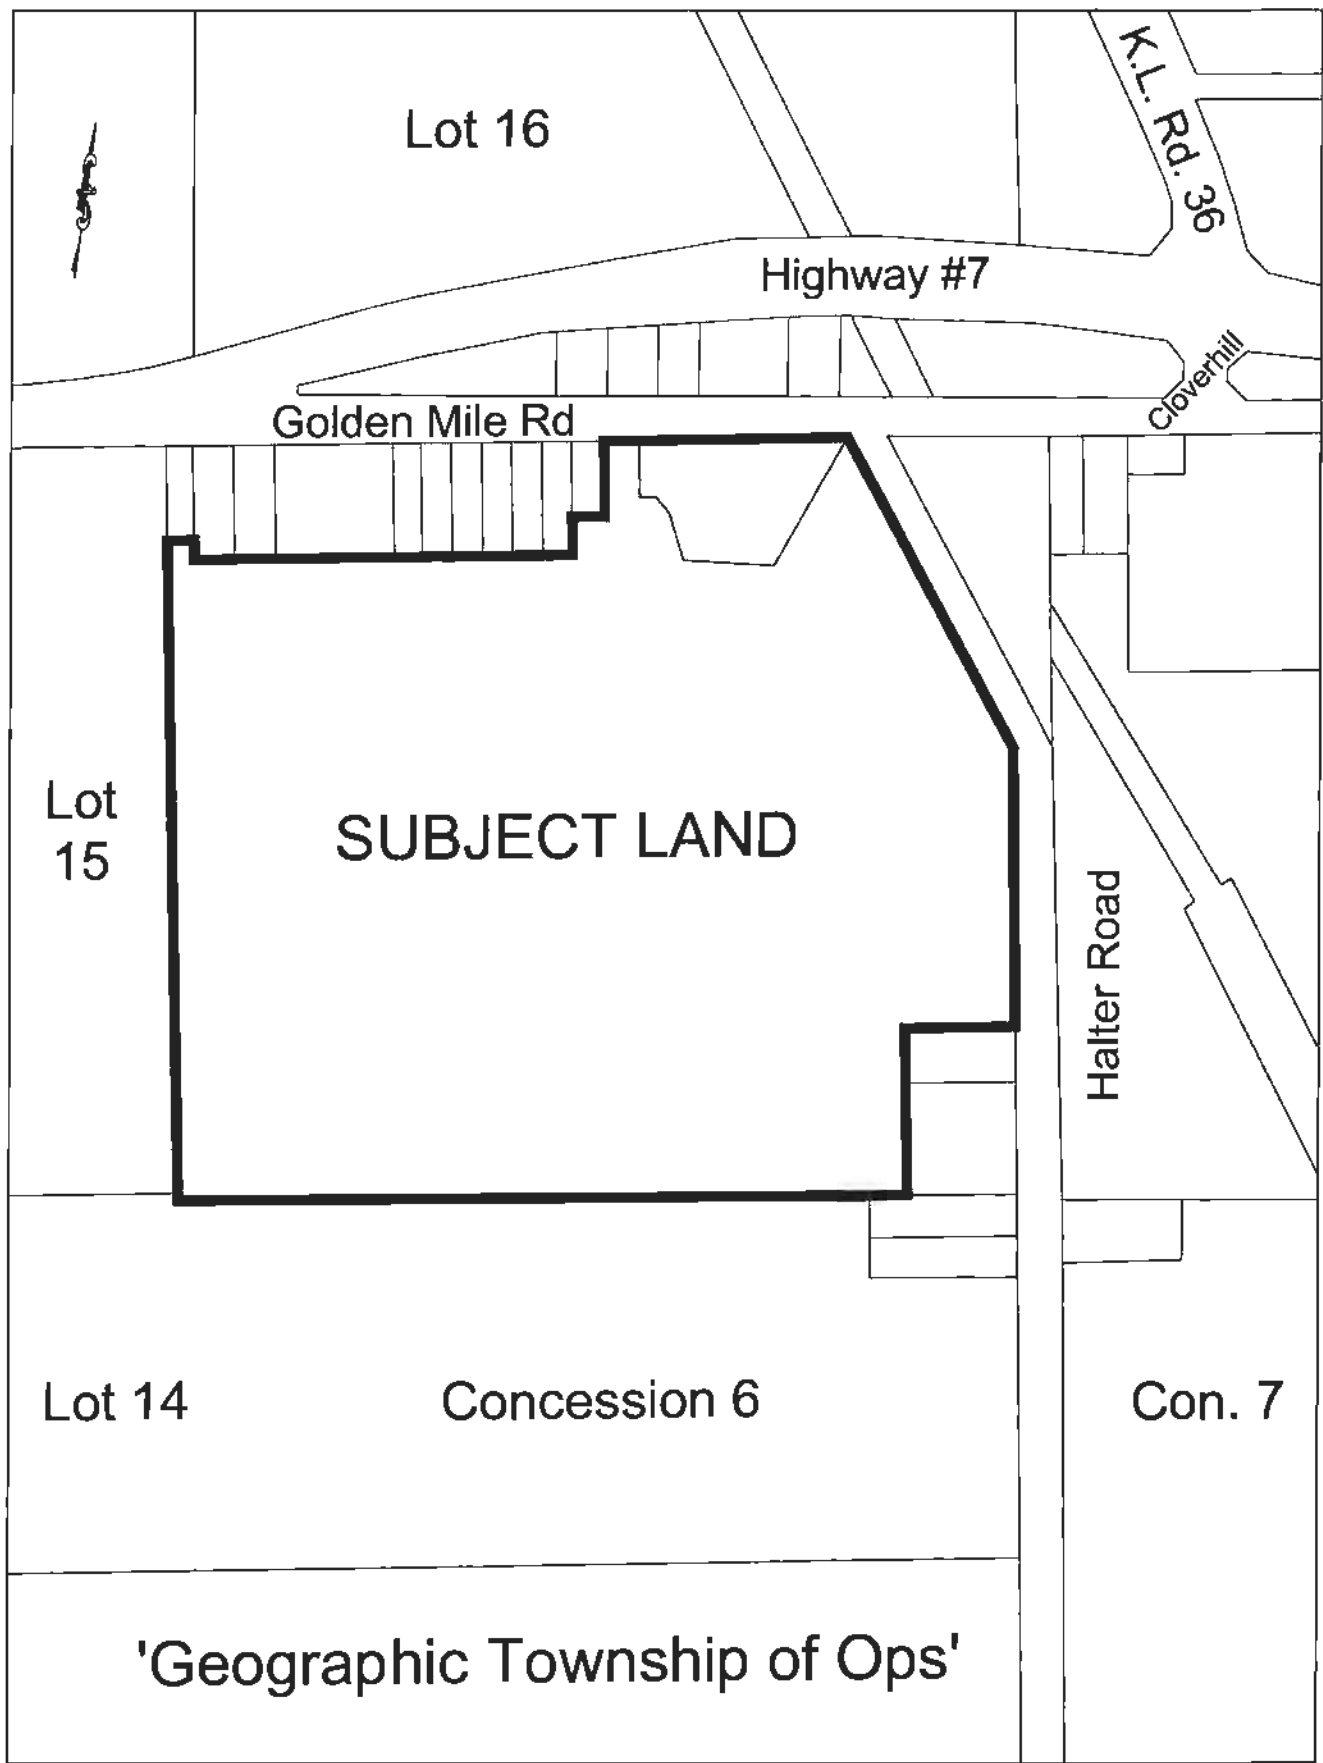 K.L. Rd. 36
Lot 16
Highway #7
Cloverhill
Golden Mile Rd
Lot
15
SUBJECT LAND
Halter Road
Lot 14
Concession 6
Con. 7
'Geographic Township of Ops'